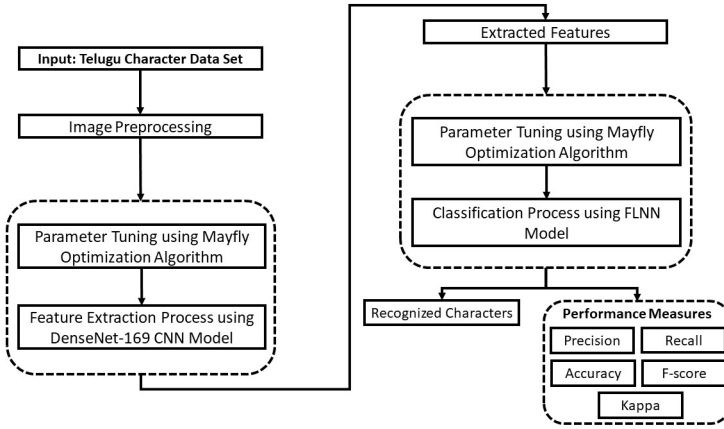 Input: Telugu Character Data Set
Image Preprocessing
Parameter Tuning using Mayfly
Optimization Algorithm
Feature Extraction Process using
DenseNet-169 CNN Model
Extracted Features
Parameter Tuning using Mayfly
Optimization Algorithm
Classification Process using FLNN
Model
Recognized Characters
Performance Measures
Precision
Recall
Accuracy
F-score
Kappa